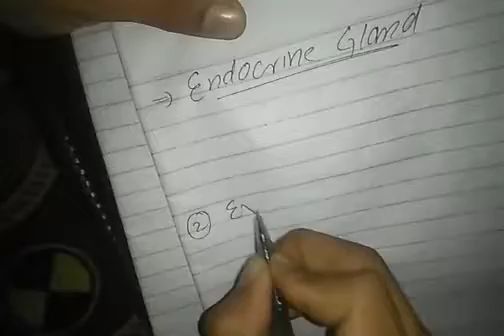 ⇒ Endocrine Gland
② E